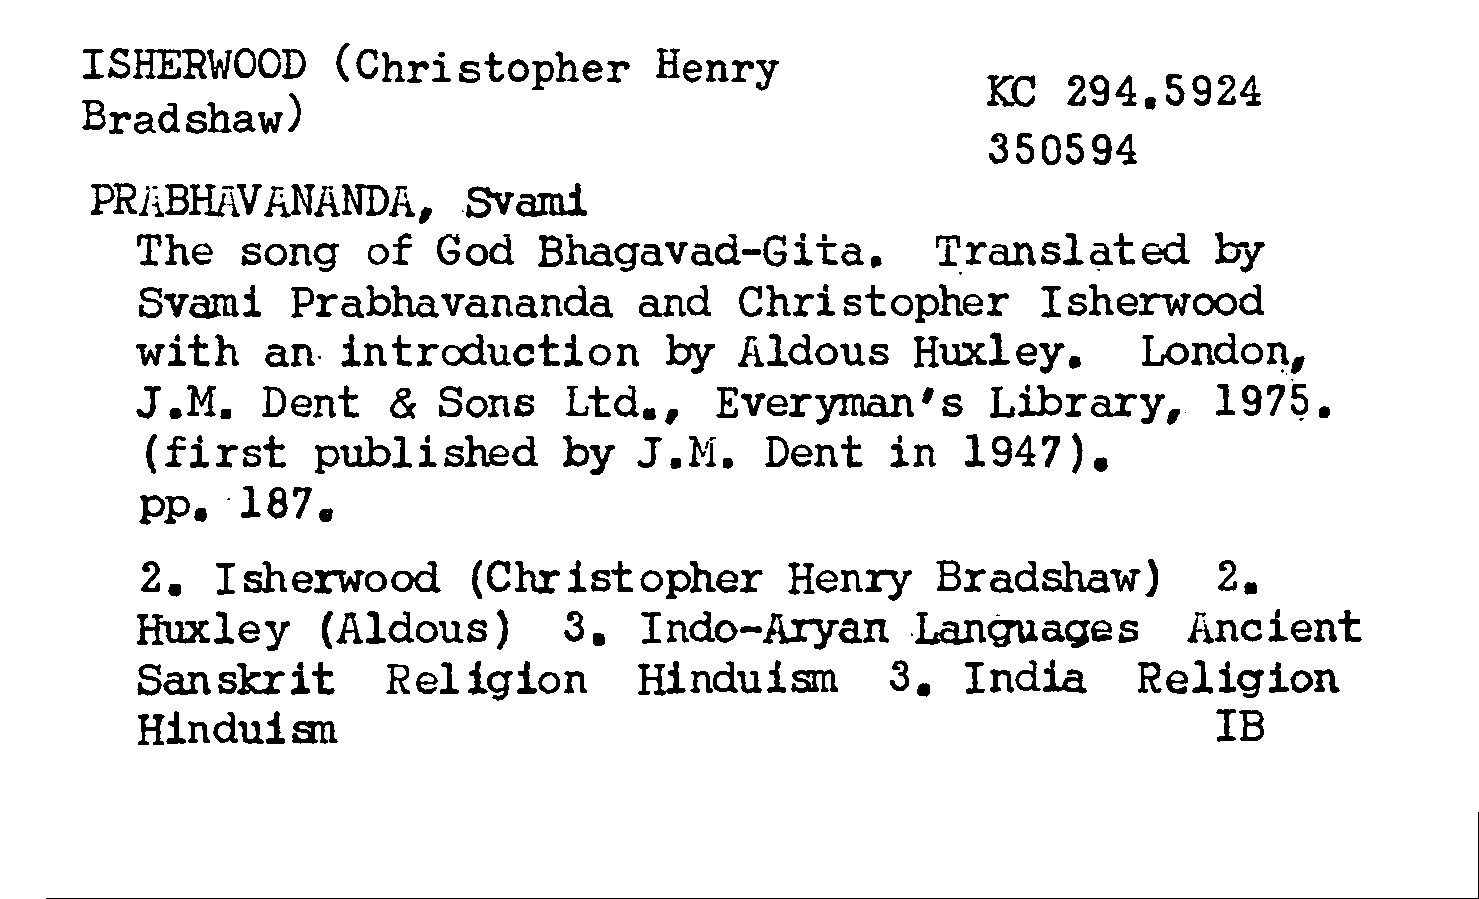 ISHERWOOD (Christopher Henry
Bradshaw)
KC 294.5924
350594
PRABHAVANANDA, Svami
The song of God Bhagavad-Gita. Translated by
Svami Prabhavananda and Christopher Isherwood
with an introduction by Aldous Huxley. London,
J.M. Dent & Sons Ltd., Everyman's Library, 1975.
(first published by J.M. Dent in 1947).
pp. 187.
2. Isherwood (Christopher Henry Bradshaw) 2.
Huxley (Aldous) 3. Indo-Aryan Languages Ancient
Sanskrit Religion Hinduism 3. India Religion
Hinduism IB